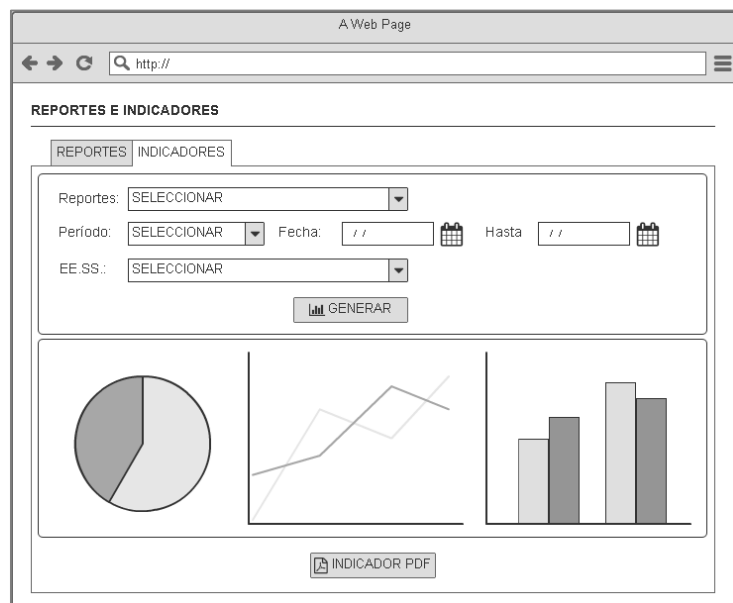 A Web Page
http://
REPORTES E INDICADORES
REPORTES INDICADORES
Reportes: SELECCIONAR
Período: SELECCIONAR Fecha: / / Hasta / /
EE.SS.: SELECCIONAR
GENERAR
INDICADOR PDF